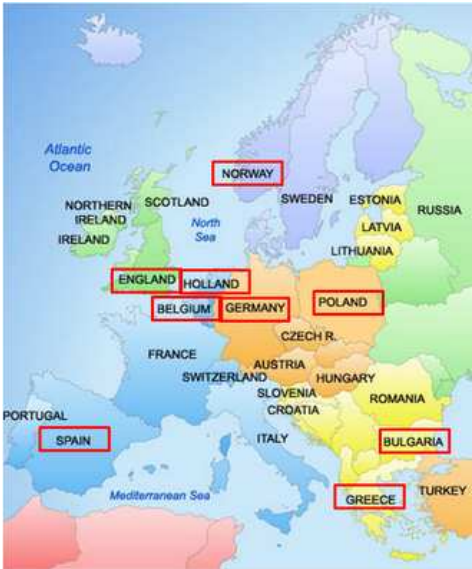 Atlantic
Ocean
NORWAY
SWEDEN
ESTONIA
RUSSIA
SCOTLAND
NORTHERN
IRELAND
North
Sea
LATVIA
IRELAND
LITHUANIA
ENGLAND
HOLLAND
BELGIUM
GERMANY
POLAND
CZECH R.
FRANCE
AUSTRIA
SWITZERLAND
HUNGARY
SLOVENIA
ROMANIA
CROATIA
PORTUGAL
SPAIN
ITALY
BULGARIA
Mediterranean Sea
GREECE
TURKEY